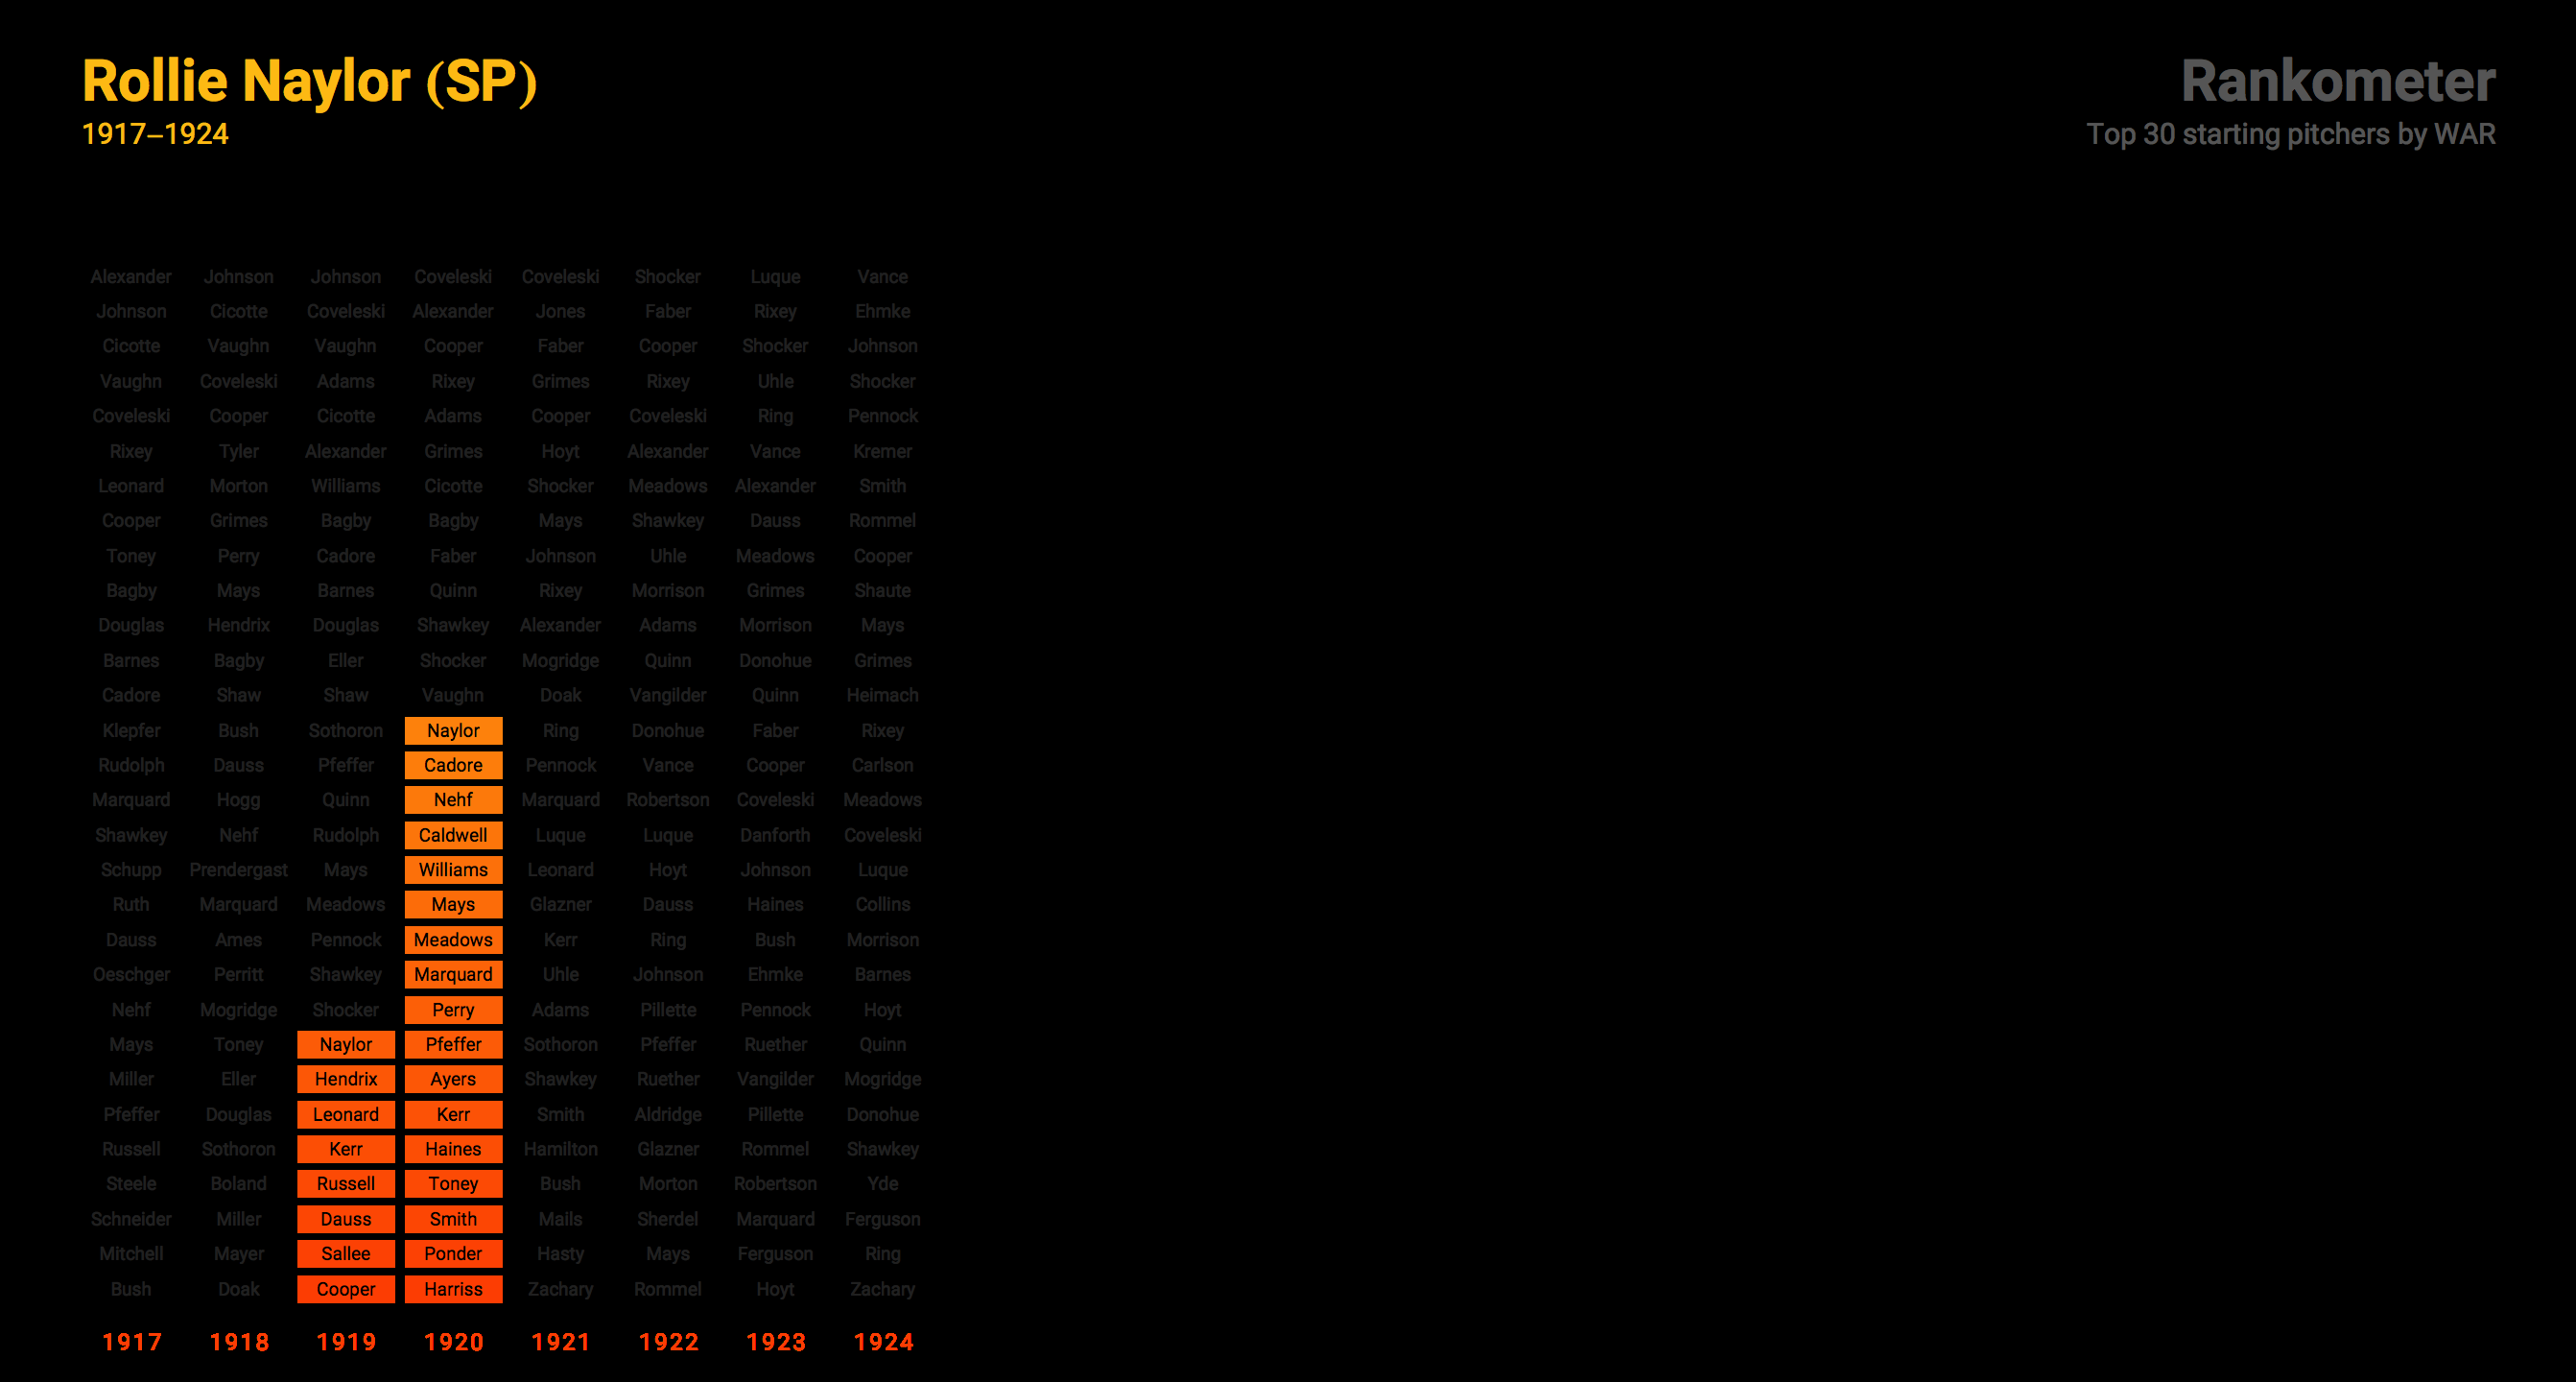 Rollie Naylor (SP)
1917–1924
Rankometer
Top 30 starting pitchers by WAR
Alexander Johnson Johnson Coveleski Coveleski Shocker Luque Vance
Johnson Cicotte Coveleski Alexander Jones Faber Rixey Ehmke
Cicotte Vaughn Vaughn Cooper Faber Cooper Shocker Johnson
Vaughn Coveleski Adams Rixey Grimes Rixey Uhle Shocker
Coveleski Cooper Cicotte Adams Cooper Coveleski Ring Pennock
Rixey Tyler Alexander Grimes Hoyt Alexander Vance Kremer
Leonard Morton Williams Cicotte Shocker Meadows Alexander Smith
Cooper Grimes Bagby Bagby Mays Shawkey Dauss Rommel
Toney Perry Cadore Faber Johnson Uhle Meadows Cooper
Bagby Mays Barnes Quinn Rixey Morrison Grimes Shaute
Douglas Hendrix Douglas Shawkey Alexander Adams Morrison Mays
Barnes Bagby Eller Shocker Mogridge Quinn Donohue Grimes
Cadore Shaw Shaw Vaughn Doak Vangilder Quinn Heimach
Klepfer Bush Sothoron Naylor Ring Donohue Faber Rixey
Rudolph Dauss Pfeffer Cadore Pennock Vance Cooper Carlson
Marquard Hogg Quinn Nehf Marquard Robertson Coveleski Meadows
Shawkey Nehf Rudolph Caldwell Luque Luque Danforth Coveleski
Schupp Prendergast Mays Williams Leonard Hoyt Johnson Luque
Ruth Marquard Meadows Mays Glazner Dauss Haines Collins
Dauss Ames Pennock Meadows Kerr Ring Bush Morrison
Oeschger Perritt Shawkey Marquard Uhle Johnson Ehmke Barnes
Nehf Mogridge Shocker Perry Adams Pillette Pennock Hoyt
Mays Toney Naylor Pfeffer Sothoron Pfeffer Ruether Quinn
Miller Eller Hendrix Ayers Shawkey Ruether Vangilder Mogridge
Pfeffer Douglas Leonard Kerr Smith Aldridge Pillette Donohue
Russell Sothoron Kerr Haines Hamilton Glazner Rommel Shawkey
Steele Boland Russell Toney Bush Morton Robertson Yde
Schneider Miller Dauss Smith Mails Sherdel Marquard Ferguson
Mitchell Mayer Sallee Ponder Hasty Mays Ferguson Ring
Bush Doak Cooper Harriss Zachary Rommel Hoyt Zachary
1917 1918 1919 1920 1921 1922 1923 1924